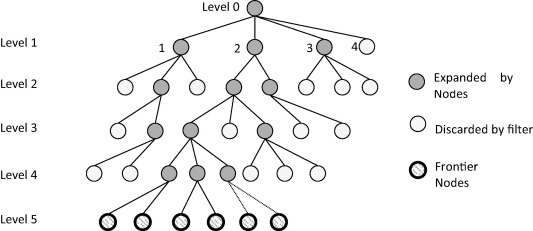 Level 0
Level 1
1
2
3
4
Level 2
Expanded by
Nodes
Level 3
Discarded by filter
Level 4
Frontier
Nodes
Level 5